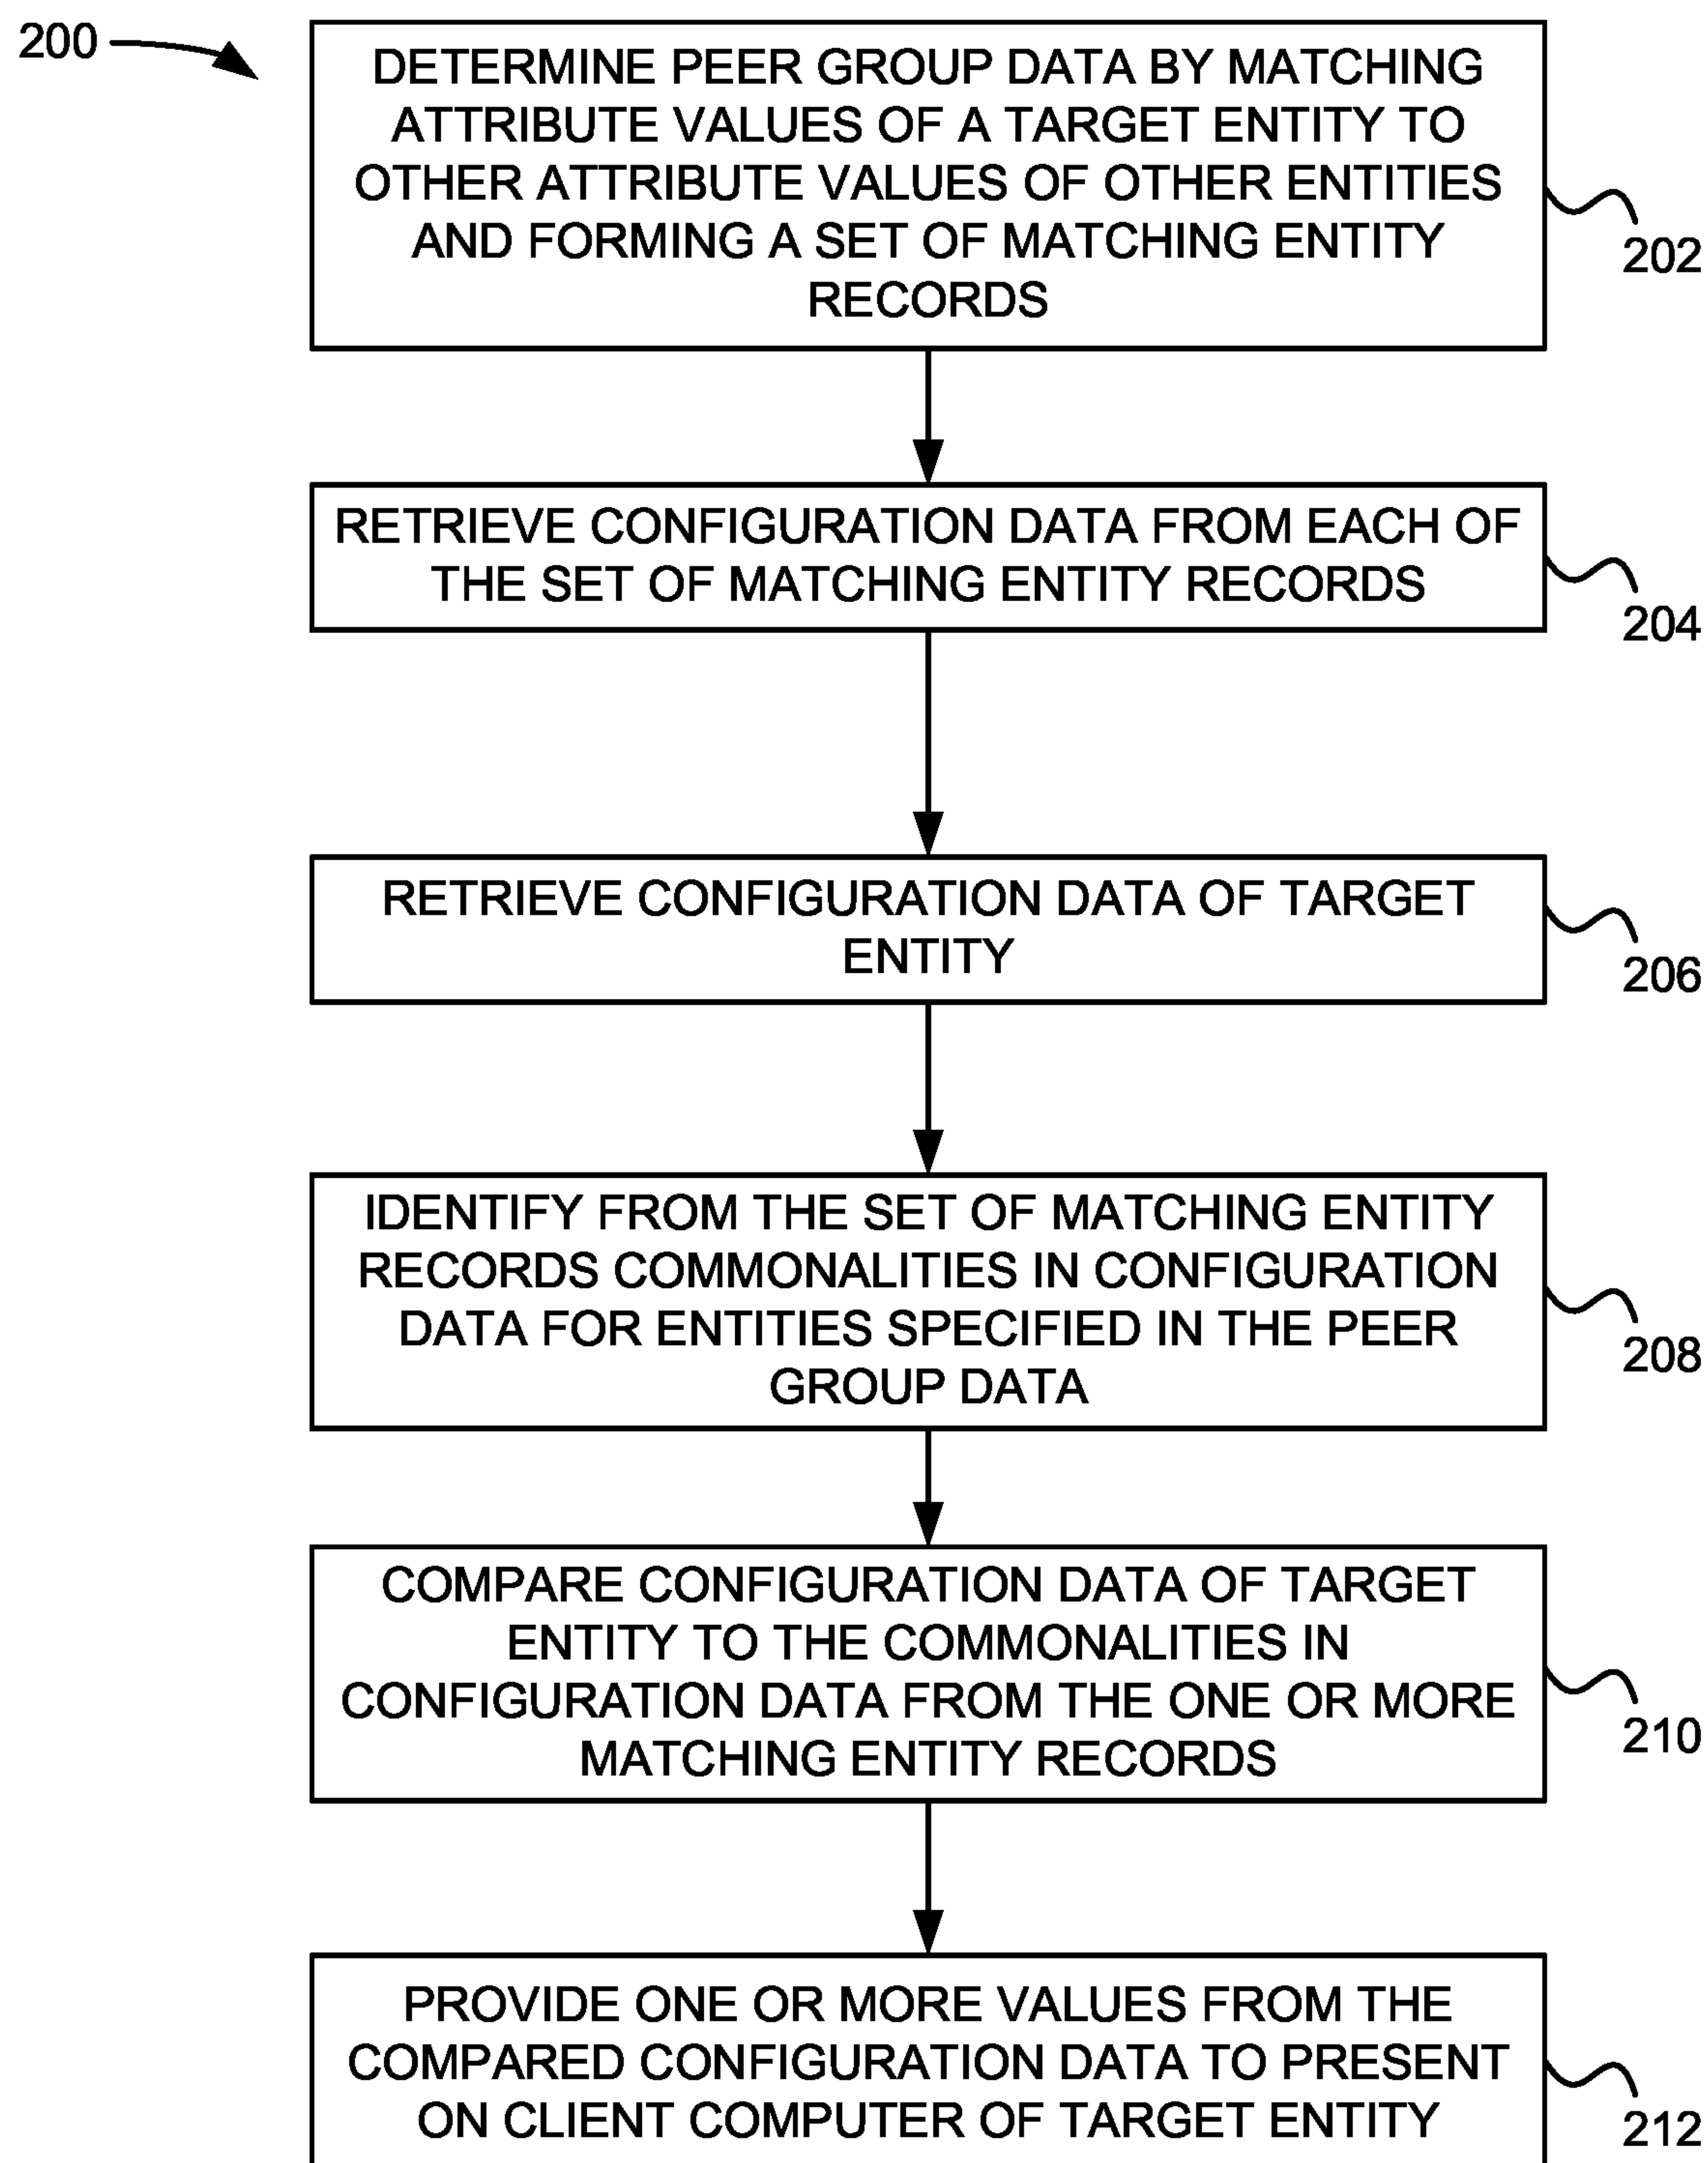 200
DETERMINE PEER GROUP DATA BY MATCHING
ATTRIBUTE VALUES OF A TARGET ENTITY TO
OTHER ATTRIBUTE VALUES OF OTHER ENTITIES
AND FORMING A SET OF MATCHING ENTITY
RECORDS
202
RETRIEVE CONFIGURATION DATA FROM EACH OF
THE SET OF MATCHING ENTITY RECORDS
204
RETRIEVE CONFIGURATION DATA OF TARGET
ENTITY
206
IDENTIFY FROM THE SET OF MATCHING ENTITY
RECORDS COMMONALITIES IN CONFIGURATION
DATA FOR ENTITIES SPECIFIED IN THE PEER
GROUP DATA
208
COMPARE CONFIGURATION DATA OF TARGET
ENTITY TO THE COMMONALITIES IN
CONFIGURATION DATA FROM THE ONE OR MORE
MATCHING ENTITY RECORDS
210
PROVIDE ONE OR MORE VALUES FROM THE
COMPARED CONFIGURATION DATA TO PRESENT
ON CLIENT COMPUTER OF TARGET ENTITY
212